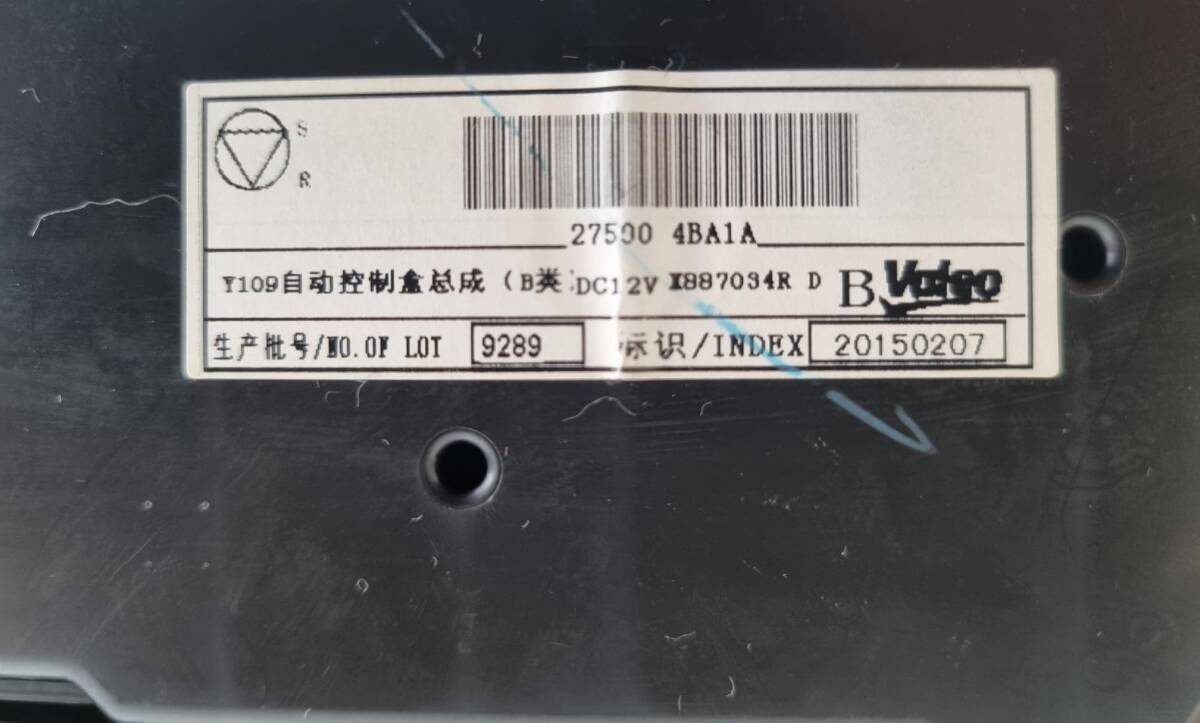 S
R
27500 4BA1A
Y109自动控制盒总成（B类 DC12V X887034R D B Valeo
生产批号/NO.OF LOT 9289 标识/INDEX 20150207